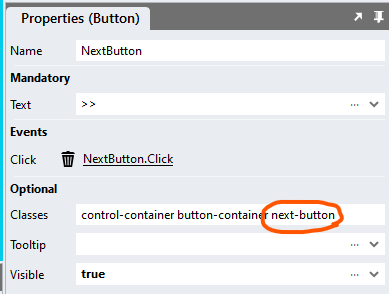 Properties (Button)
Name NextButton
Mandatory
Text >> ...
Events
Click NextButton.Click
Optional
Classes control-container button-container next-button
Tooltip ...
Visible true ...